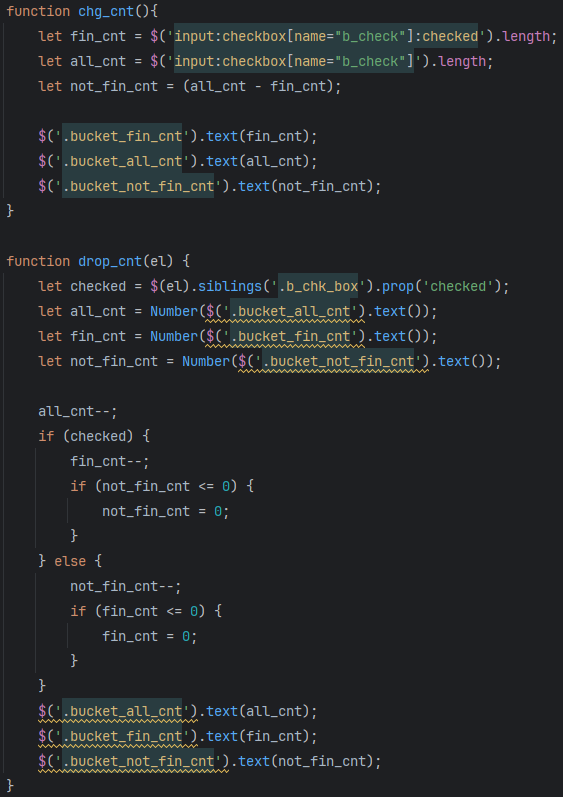 function chg_cnt(){
    let fin_cnt = $('input:checkbox[name="b_check"]:checked').length;
    let all_cnt = $('input:checkbox[name="b_check"]').length;
    let not_fin_cnt = (all_cnt - fin_cnt);

    $('.bucket_fin_cnt').text(fin_cnt);
    $('.bucket_all_cnt').text(all_cnt);
    $('.bucket_not_fin_cnt').text(not_fin_cnt);
}

function drop_cnt(el) {
    let checked = $(el).siblings('.b_chk_box').prop('checked');
    let all_cnt = Number($('.bucket_all_cnt').text());
    let fin_cnt = Number($('.bucket_fin_cnt').text());
    let not_fin_cnt = Number($('.bucket_not_fin_cnt').text());

    all_cnt--;
    if (checked) {
        fin_cnt--;
        if (not_fin_cnt <= 0) {
            not_fin_cnt = 0;
        }
    } else {
        not_fin_cnt--;
        if (fin_cnt <= 0) {
            fin_cnt = 0;
        }
    }
    $('.bucket_all_cnt').text(all_cnt);
    $('.bucket_fin_cnt').text(fin_cnt);
    $('.bucket_not_fin_cnt').text(not_fin_cnt);
}